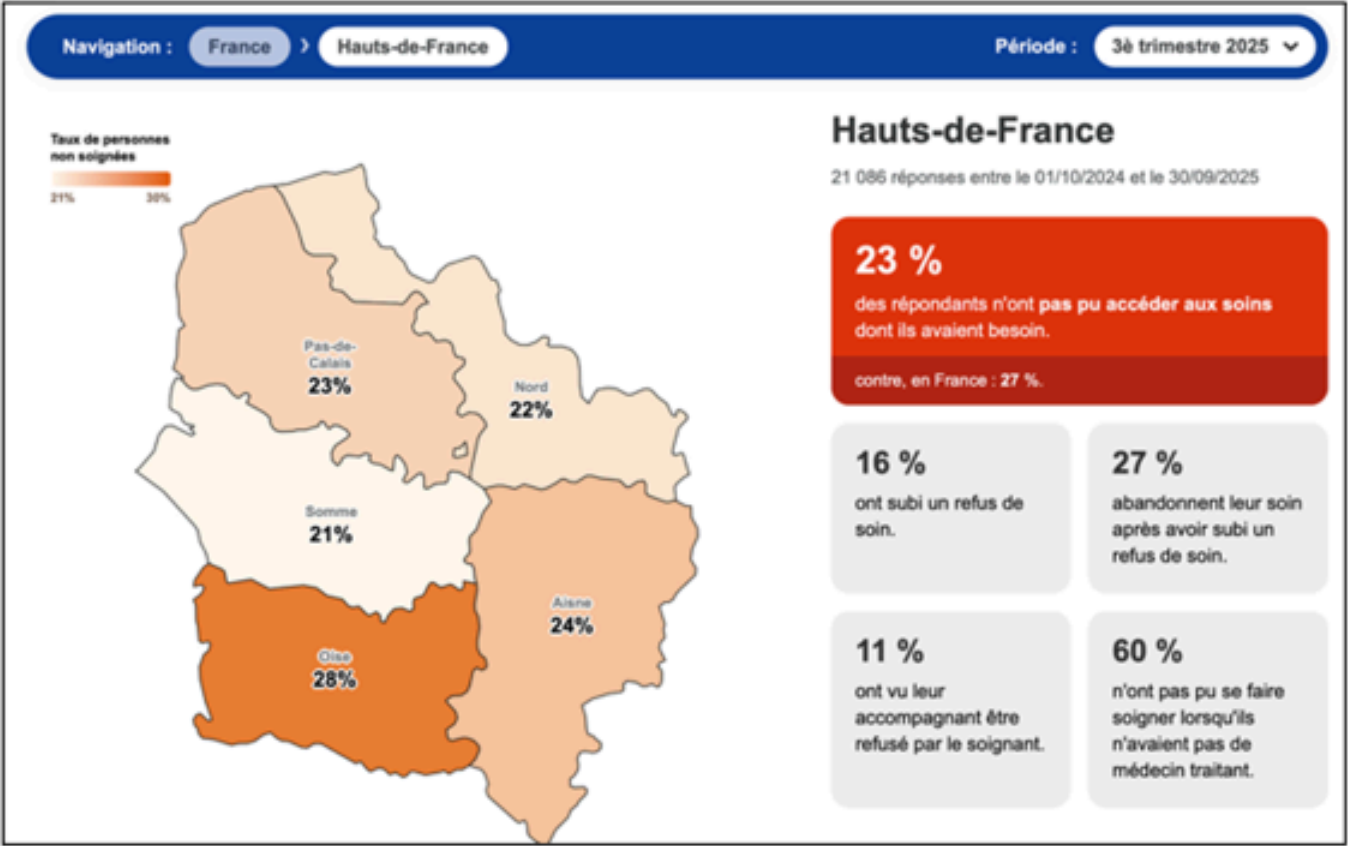 Navigation :
France
Hauts-de-France
Période :
3è trimestre 2025
Taux de personnes
non soignées
21%
30%
Pas-de-
Calais
23%
Nord
22%
Somme
21%
Aisne
24%
Oise
28%
Hauts-de-France
21 086 réponses entre le 01/10/2024 et le 30/09/2025
23 %
des répondants n'ont pas pu accéder aux soins
dont ils avaient besoin.
contre, en France : 27 %.
16 %
ont subi un refus de
soin.
27 %
abandonnent leur soin
après avoir subi un
refus de soin.
11 %
ont vu leur
accompagnant être
refusé par le soignant.
60 %
n'ont pas pu se faire
soigner lorsqu'ils
n'avaient pas de
médecin traitant.